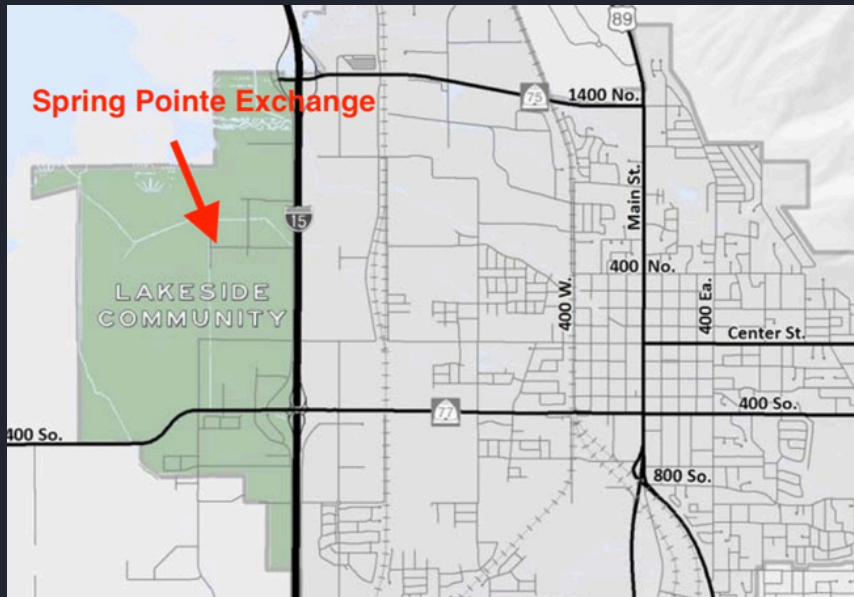 89
Spring Pointe Exchange
75
1400 No.
Main St.
15
400 No.
LAKESIDE
COMMUNITY
400 W.
400 Ea.
Center St.
77
400 So.
400 So.
800 So.